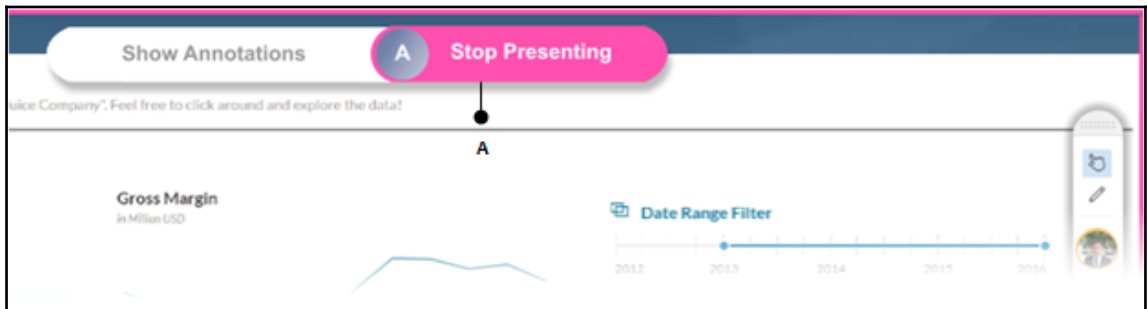 Show Annotations
A Stop Presenting
uice Company". Feel free to click around and explore the data!
A
Gross Margin
in Million USD
Date Range Filter
2012 2013 2014 2015 2016